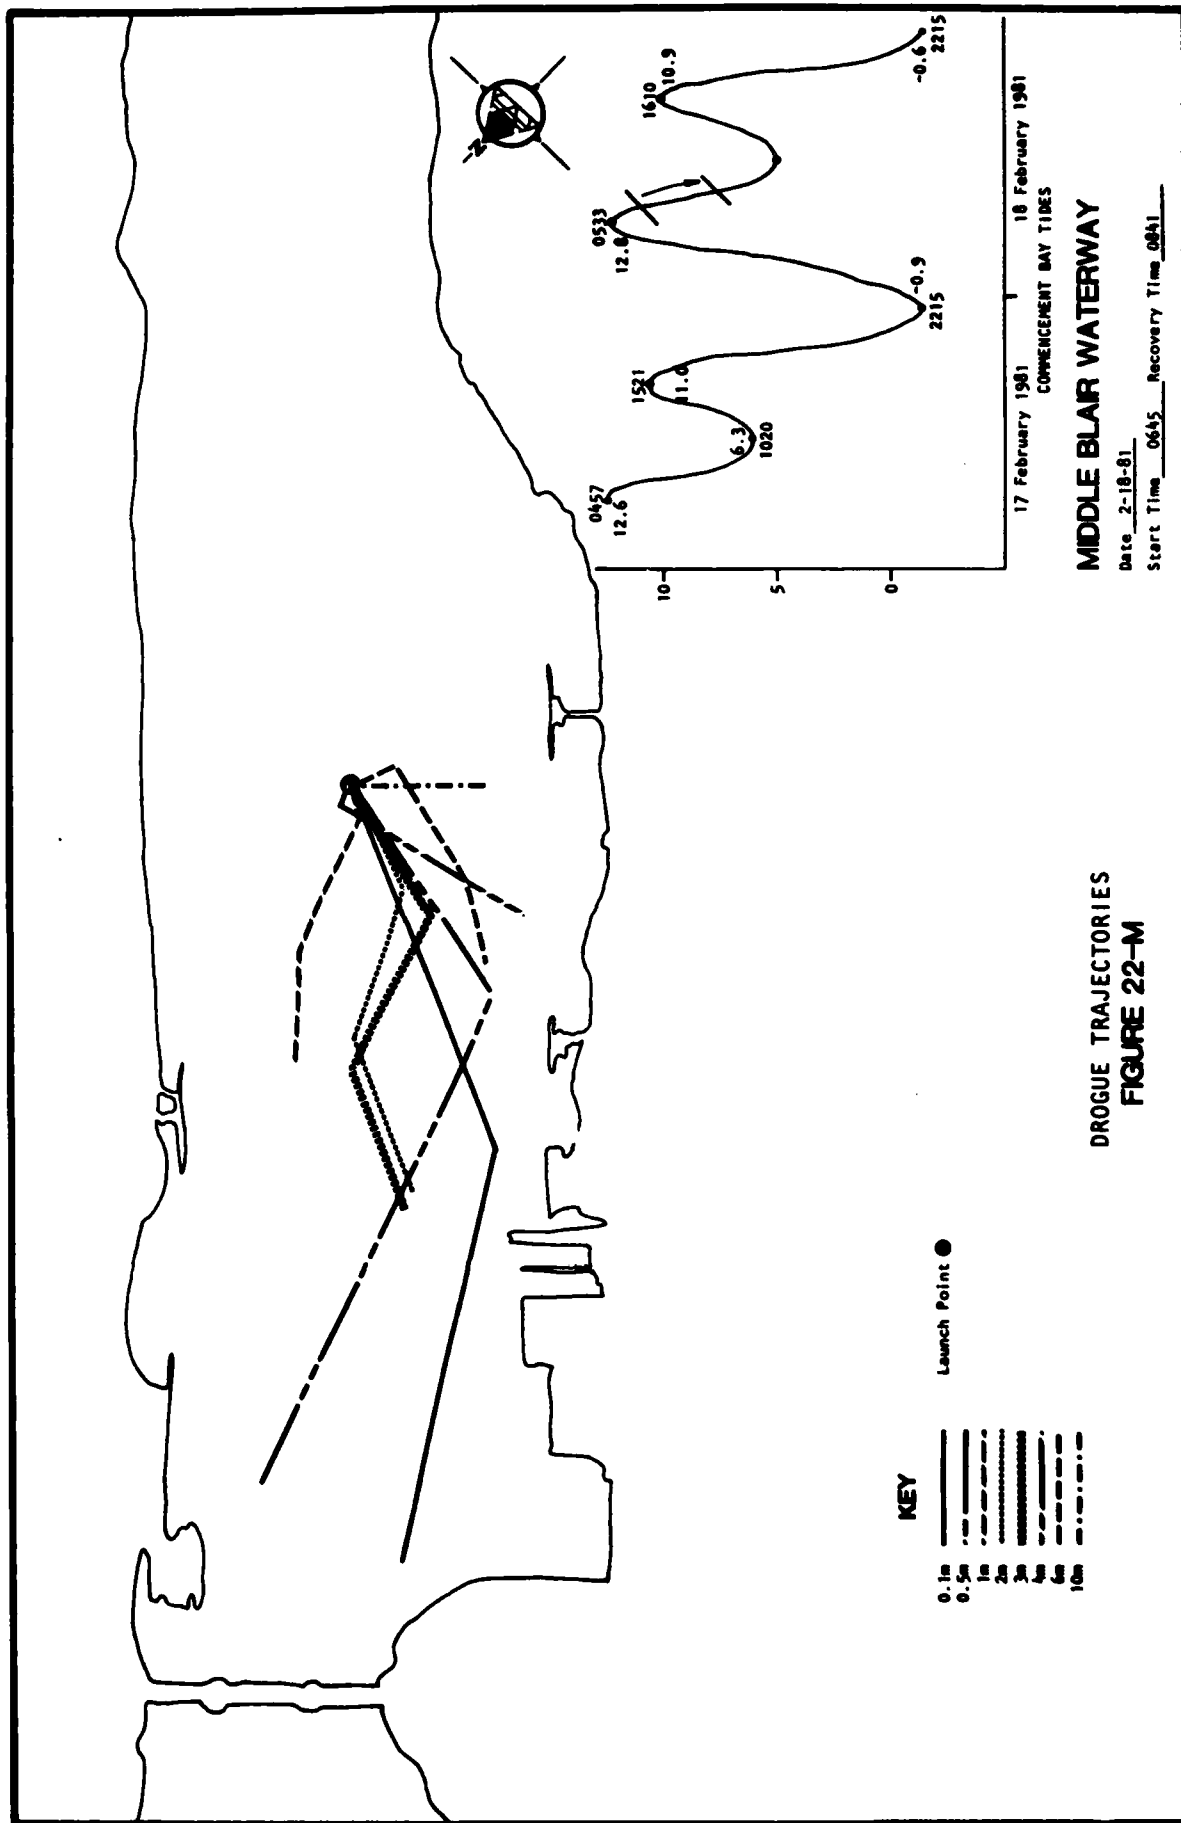 N
1610
10.9
-0.6
2215
0533
12.8
-0.9
2215
1521
11.0
6.3
1020
0457
12.6
10
5
0
17 February 1981
18 February 1981
COMMENCEMENT BAY TIDES
MIDDLE BLAIR WATERWAY
Date 2-18-81
Start Time 0645 Recovery Time 0841
KEY
Launch Point
0.1m
0.5m
1m
2m
3m
4m
6m
10m
DROGUE TRAJECTORIES
FIGURE 22-M